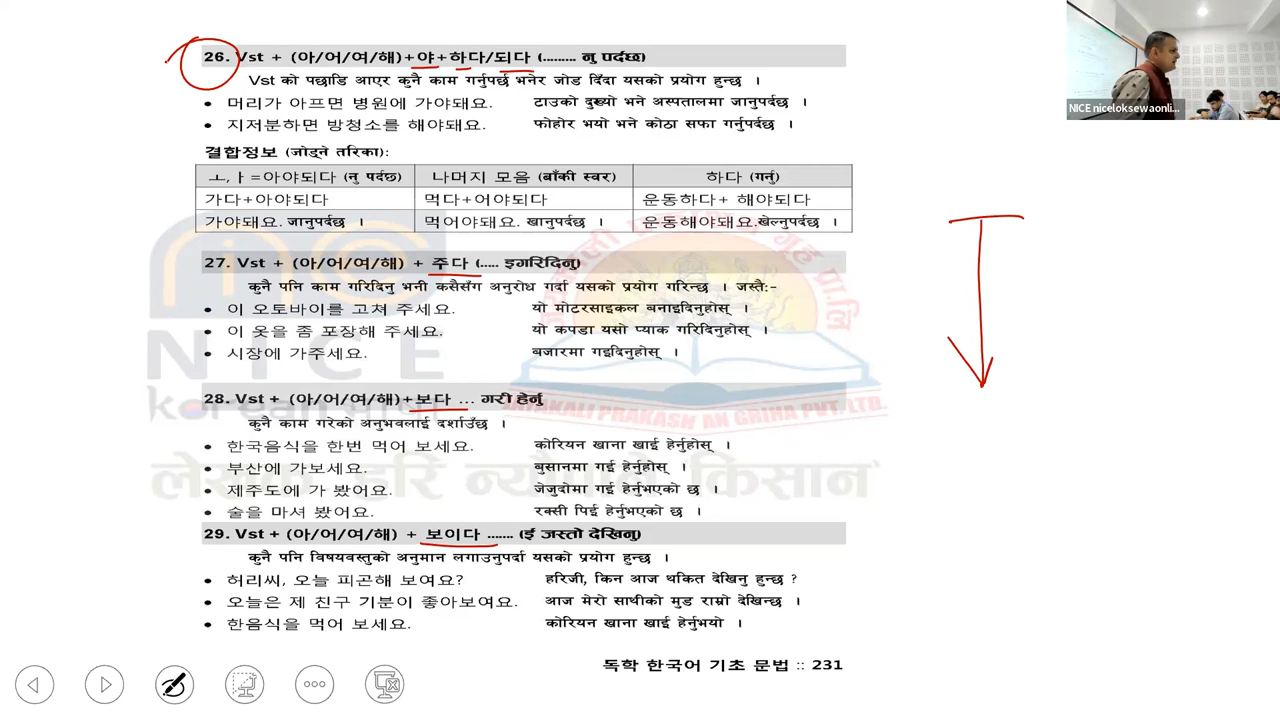 26. Vst + (아/어/여/해)+야+하다/되다 (......... नु पर्दछ)
Vst को पछाडि आएर कुनै काम गर्नुपर्छ भनेर जोड दिँदा यसको प्रयोग हुन्छ ।
• 머리가 아프면 병원에 가야돼요. टाउको दुख्यो भने अस्पतालमा जानुपर्दछ ।
• 지저분하면 방청소를 해야돼요. फोहोर भयो भने कोठा सफा गर्नुपर्दछ ।
결합정보 (जोड्ने तरिका):
ㅗ,ㅏ=아야되다 (नु पर्दछ) 나머지 모음 (बाँकी स्वर) 하다 (गर्नु)
가다+아야되다 먹다+어야되다 운동하다+ 해야되다
가야돼요. जानुपर्दछ । 먹어야돼요. खानुपर्दछ । 운동해야돼요.खेल्नुपर्दछ ।
27. Vst + (아/어/여/해) + 주다 (..... इगरिदिनु)
कुनै पनि काम गरिदिनु भनी कसैसँग अनुरोध गर्दा यसको प्रयोग गरिन्छ । जस्तैः-
• 이 오토바이를 고쳐 주세요. यो मोटरसाइकल बनाइदिनुहोस् ।
• 이 옷을 좀 포장해 주세요. यो कपडा यसो प्याक गरिदिनुहोस् ।
• 시장에 가주세요. बजारमा गइदिनुहोस् ।
28. Vst + (아/어/여/해)+보다 ... गरी हेर्नु
कुनै काम गरेको अनुभवलाई दर्शाउँछ ।
• 한국음식을 한번 먹어 보세요. कोरियन खाना खाई हेर्नुहोस् ।
• 부산에 가보세요. बुसानमा गई हेर्नुहोस् ।
• 제주도에 가 봤어요. जेजुदोमा गई हेर्नुभएको छ ।
• 술을 마셔 봤어요. रक्सी पिई हेर्नुभएको छ ।
29. Vst + (아/어/여/해) + 보이다 ....... (ई जस्तो देखिनु)
कुनै पनि विषयवस्तुको अनुमान लगाउनुपर्दा यसको प्रयोग हुन्छ ।
• 허리씨, 오늘 피곤해 보여요? हरिजी, किन आज थकित देखिनु हुन्छ ?
• 오늘은 제 친구 기분이 좋아보여요. आज मेरो साथीको मुड राम्रो देखिन्छ ।
• 한음식을 먹어 보세요. कोरियन खाना खाई हेर्नुभयो ।
독학 한국어 기초 문법 :: 231
NICE niceloksewaonli...
NICE
लेखक हरि न्यौपाने किसान